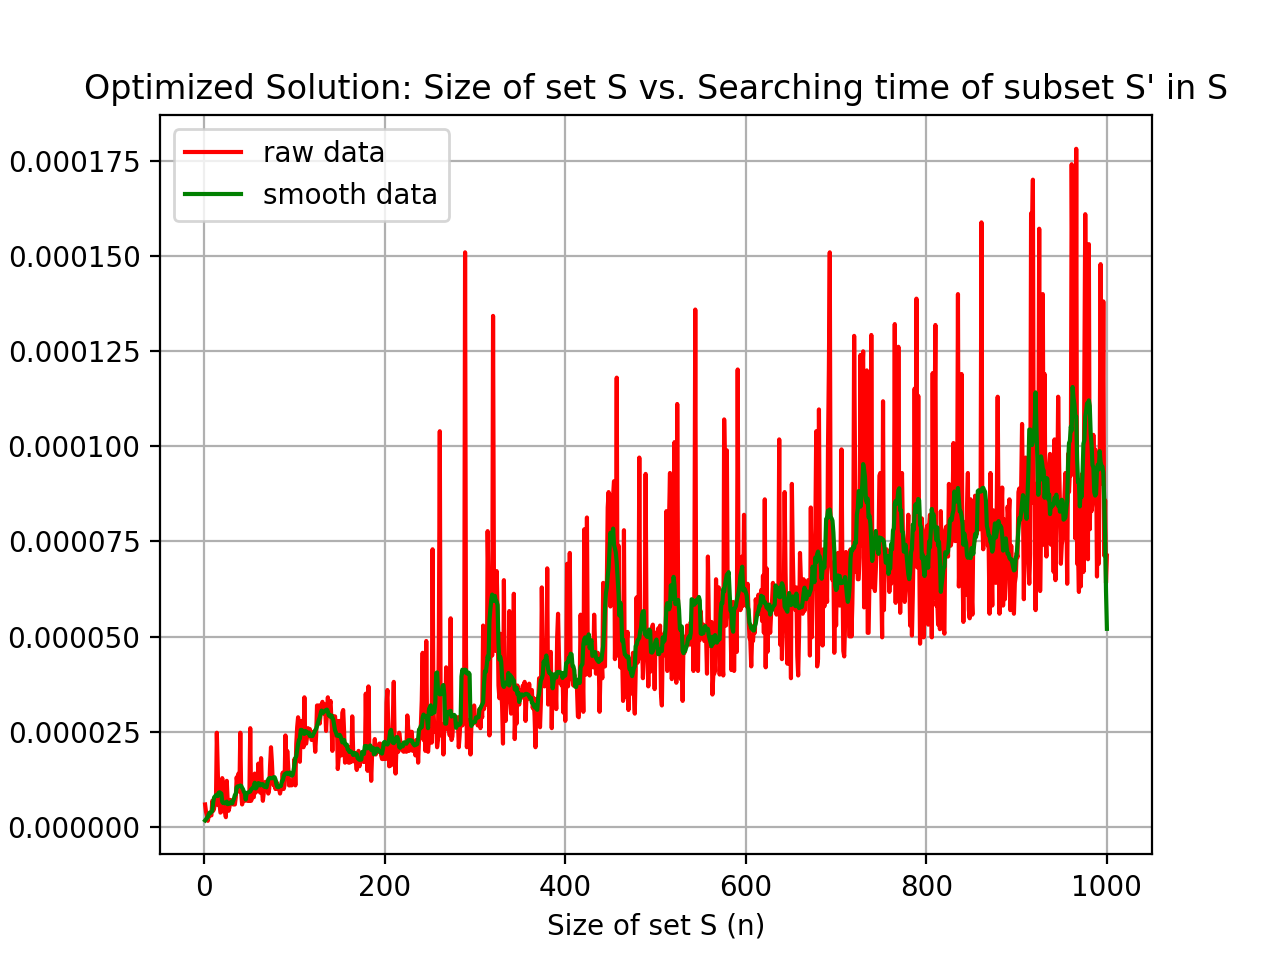 Optimized Solution: Size of set S vs. Searching time of subset S' in S
raw data
smooth data
0.000175
0.000150
0.000125
0.000100
0.000075
0.000050
0.000025
0.000000
0 200 400 600 800 1000
Size of set S (n)